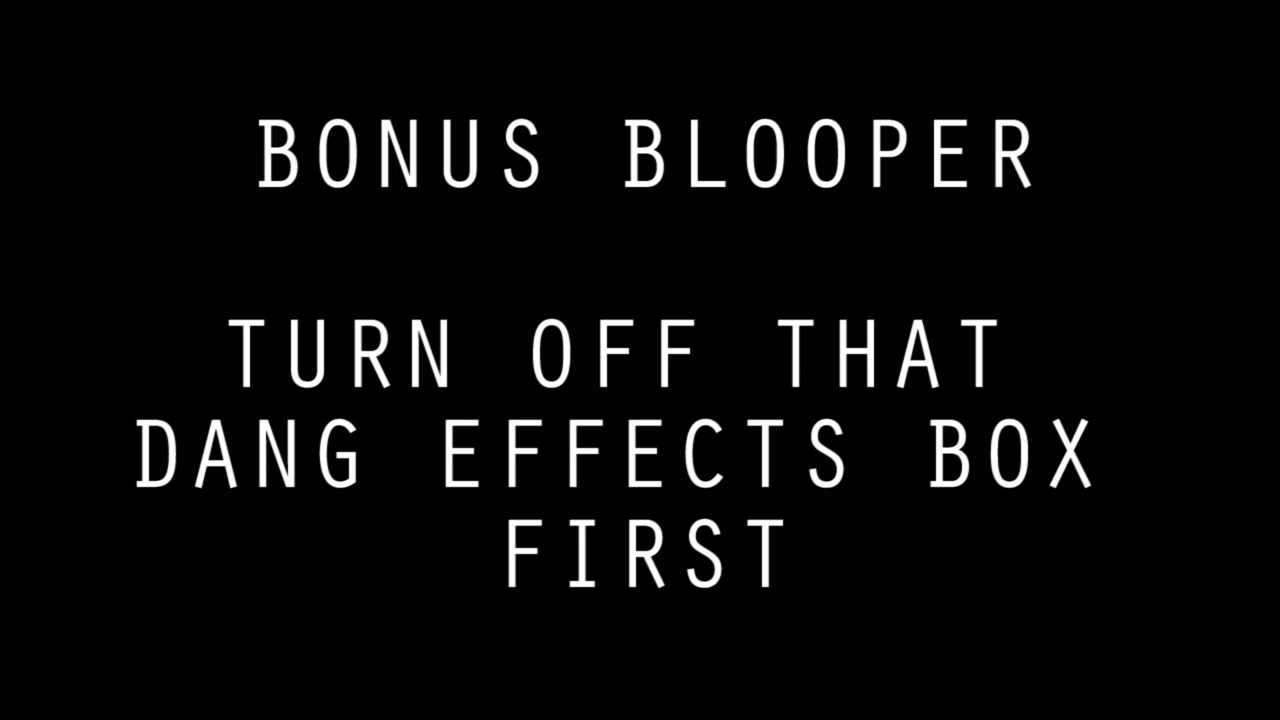 BONUS BLOOPER
TURN OFF THAT
DANG EFFECTS BOX
FIRST